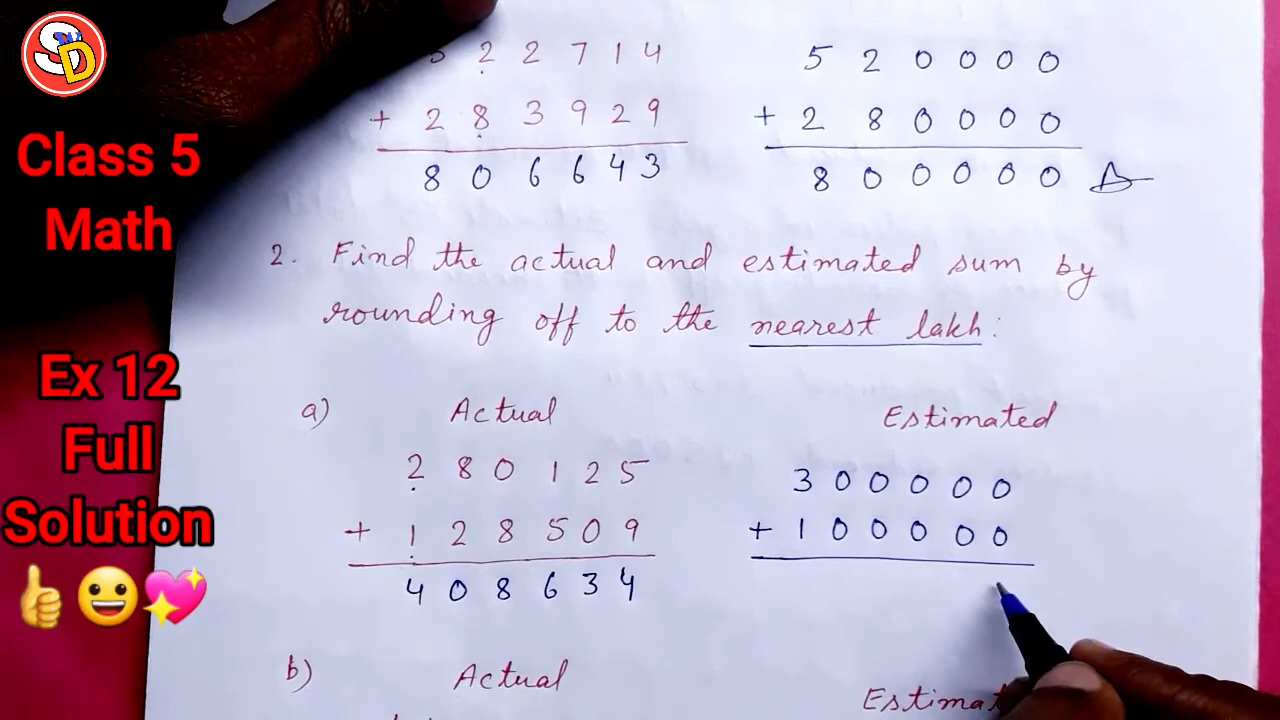 SD
Class 5
Math
Ex 12
Full
Solution
5 2 2 7 1 4
+ 2 8 3 9 2 9
8 0 6 6 4 3
5 2 0 0 0 0
+ 2 8 0 0 0 0
8 0 0 0 0 0
2. Find the actual and estimated sum by
rounding off to the nearest lakh:
a) Actual
2 8 0 1 2 5
+ 1 2 8 5 0 9
4 0 8 6 3 4
Estimated
3 0 0 0 0 0
+ 1 0 0 0 0 0
b) Actual
Estimat